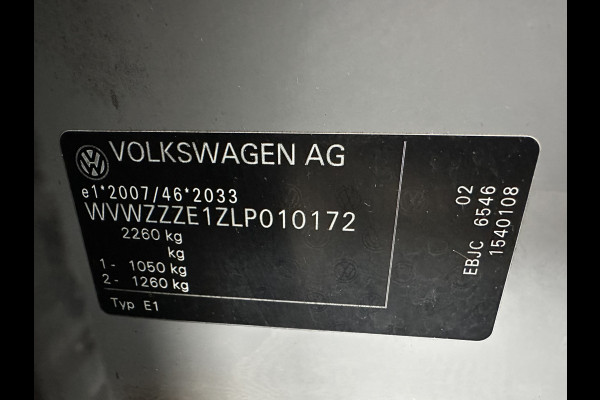 VOLKSWAGEN AG
e1*2007/46*2033
WVWZZZE1ZLP010172
2260 kg
kg
1- 1050 kg
2- 1260 kg
Typ E1
02
EBJC 6546
1540108